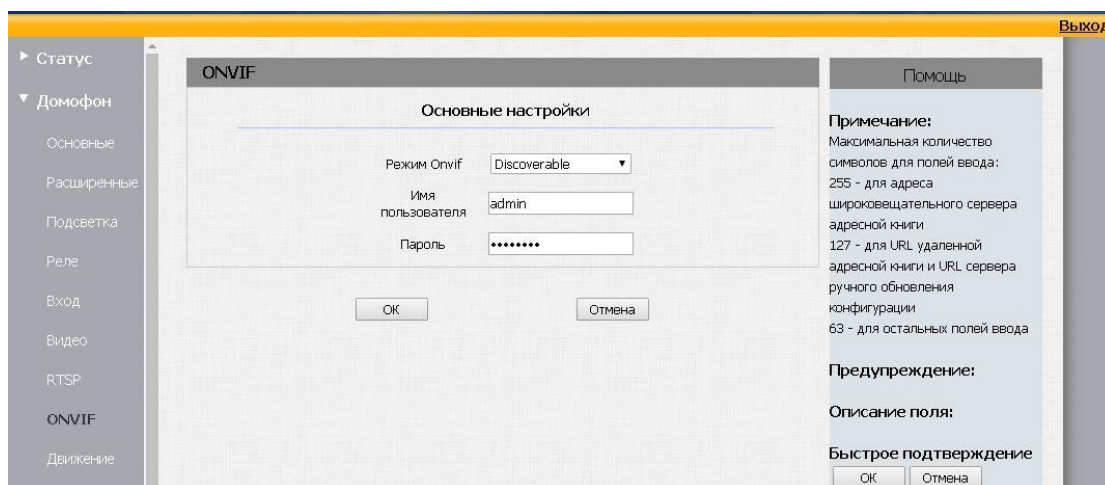 Выход
Статус
Домофон
Основные
Расширенные
Подсветка
Реле
Вход
Видео
RTSP
ONVIF
Движение
ONVIF
Основные настройки
Режим Onvif
Discoverable
Имя
пользователя
admin
Пароль
••••••••
ОК
Отмена
Помощь
Примечание:
Максимальная количество
символов для полей ввода:
255 - для адреса
широковещательного сервера
адресной книги
127 - для URL удаленной
адресной книги и URL сервера
ручного обновления
конфигурации
63 - для остальных полей ввода
Предупреждение:
Описание поля:
Быстрое подтверждение
ОК
Отмена